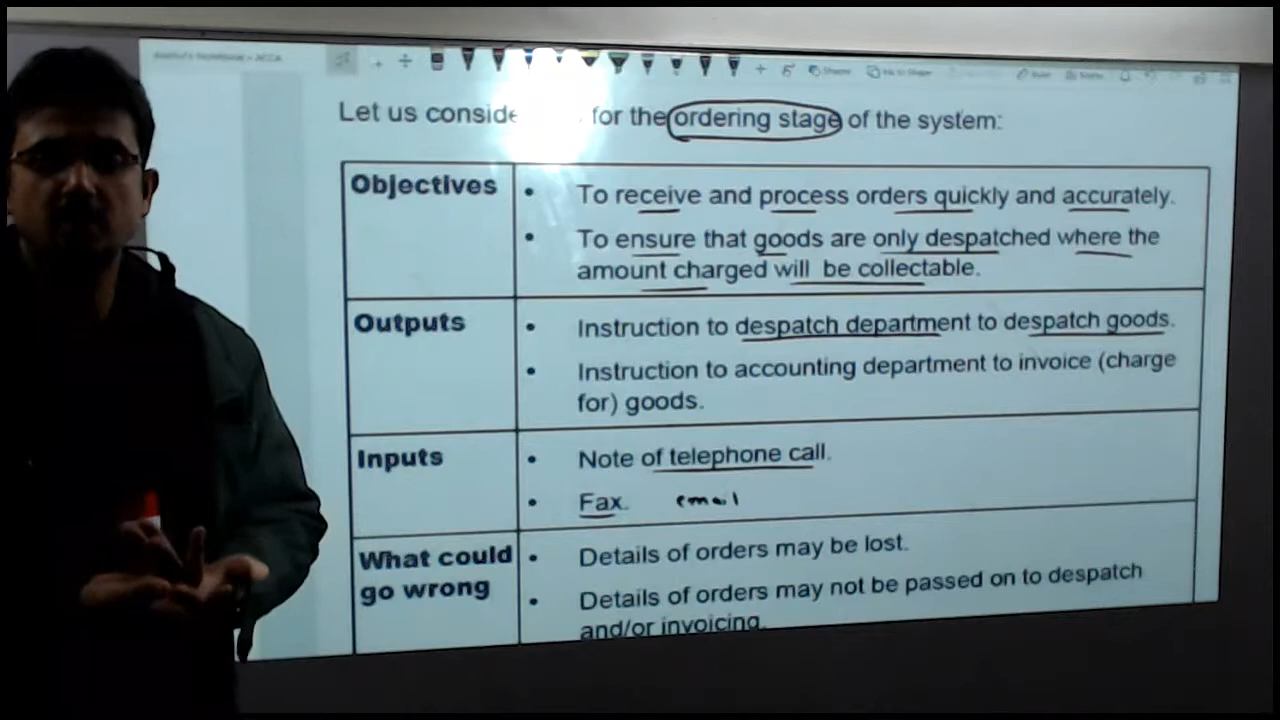 Let us for the ordering stage of the system:
Objectives
• To receive and process orders quickly and accurately.
• To ensure that goods are only despatched where the
amount charged will be collectable.
Outputs
• Instruction to despatch department to despatch goods.
• Instruction to accounting department to invoice (charge
for) goods.
Inputs
• Note of telephone call.
• Fax. email
What could
go wrong
• Details of orders may be lost.
• Details of orders may not be passed on to despatch
and/or invoicing.